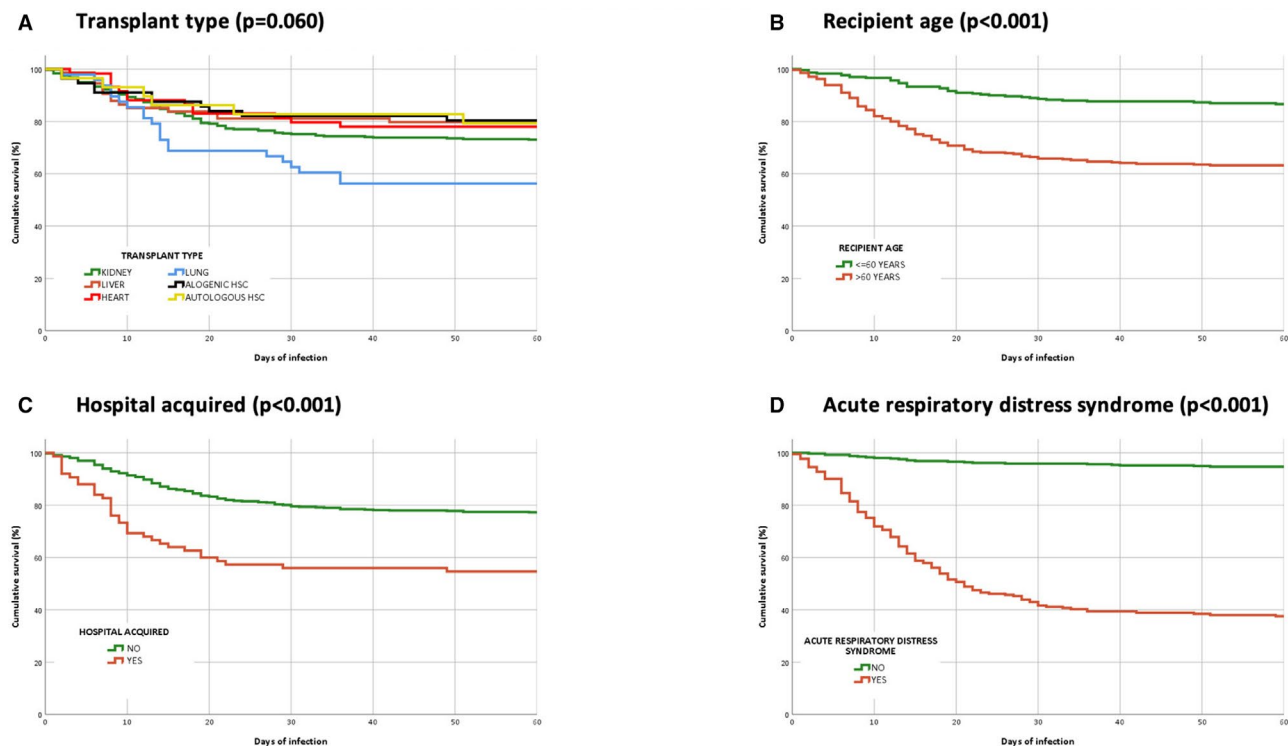 A Transplant type (p=0.060)
Cumulative survival (%)
100
80
60
40
20
0
TRANSPLANT TYPE
KIDNEY LUNG
LIVER ALOGENIC HSC
HEART AUTOLOGOUS HSC
0 10 20 30 40 50 60
Days of infection
B Recipient age (p<0.001)
Cumulative survival (%)
100
80
60
40
20
0
RECIPIENT AGE
<=60 YEARS
>60 YEARS
0 10 20 30 40 50 60
Days of infection
C Hospital acquired (p<0.001)
Cumulative survival (%)
100
80
60
40
20
0
HOSPITAL ACQUIRED
NO
YES
0 10 20 30 40 50 60
Days of infection
D Acute respiratory distress syndrome (p<0.001)
Cumulative survival (%)
100
80
60
40
20
0
ACUTE RESPIRATORY DISTRESS
SYNDROME
NO
YES
0 10 20 30 40 50 60
Days of infection